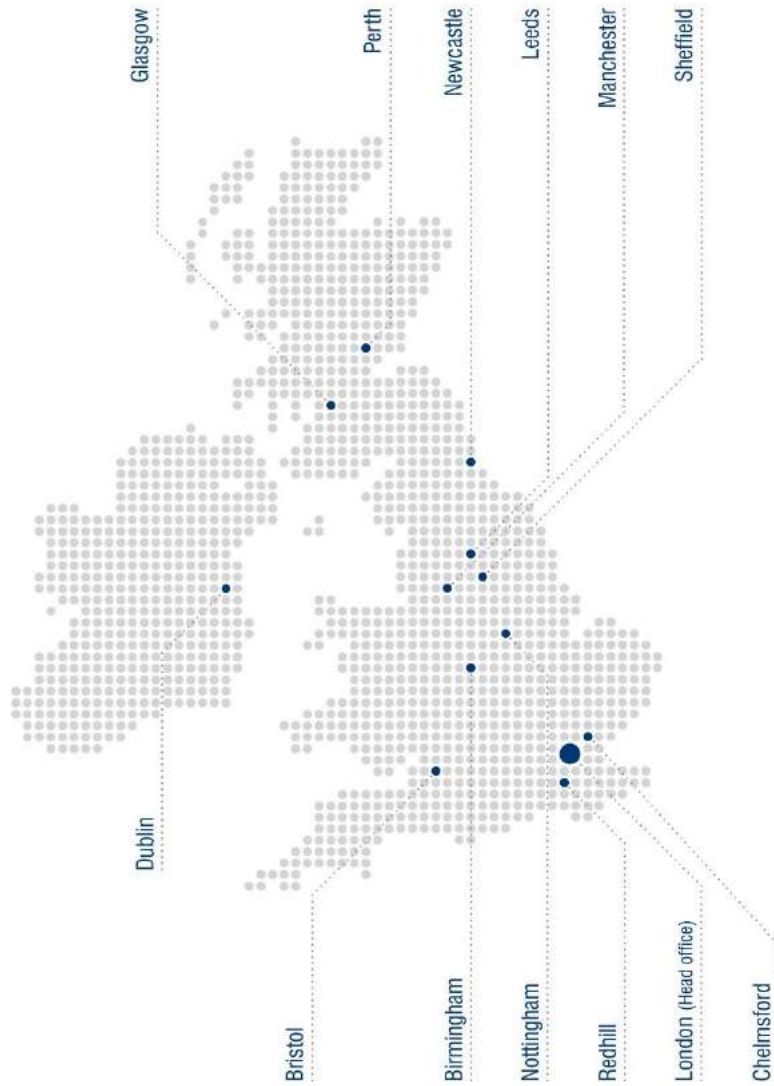 Glasgow
Perth
Newcastle
Leeds
Manchester
Sheffield
Dublin
Bristol
Birmingham
Nottingham
Redhill
London (Head office)
Chelmsford